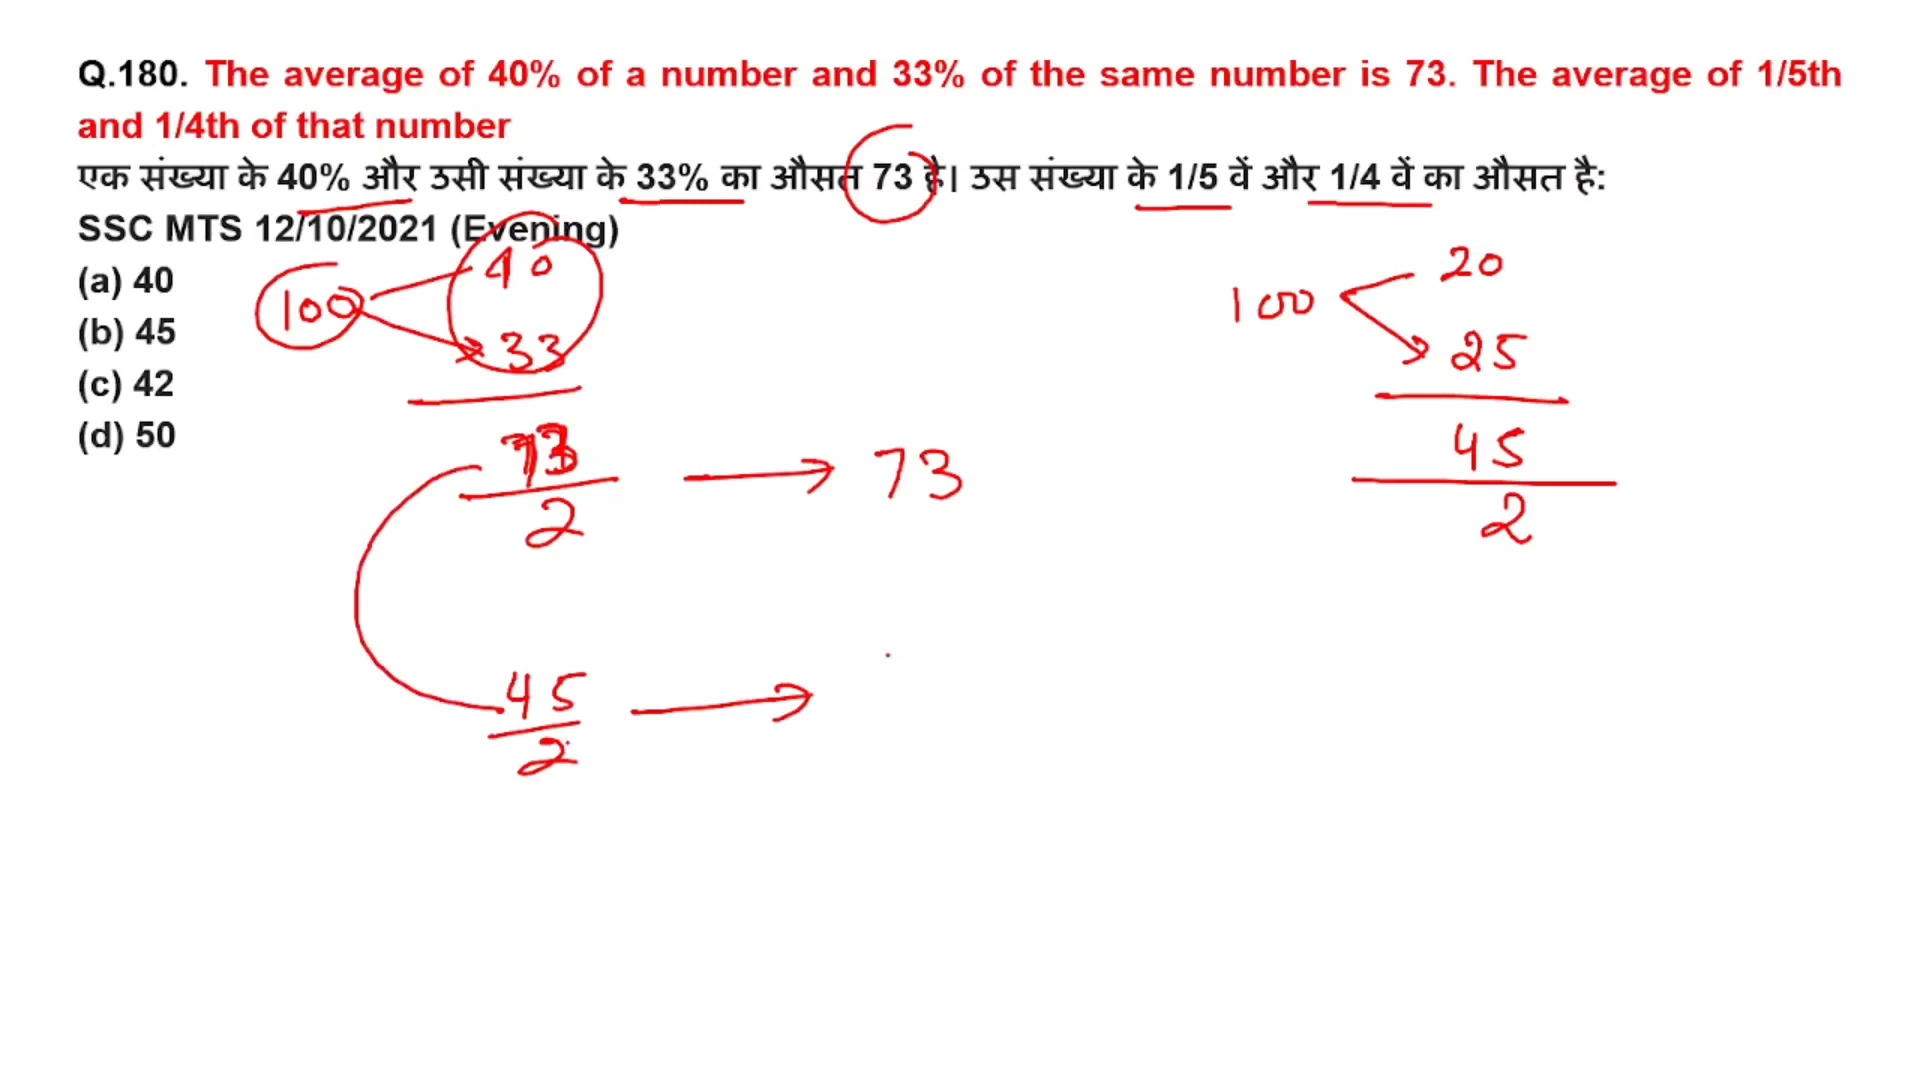 Q.180. The average of 40% of a number and 33% of the same number is 73. The average of 1/5th
and 1/4th of that number
एक संख्या के 40% और उसी संख्या के 33% का औसत 73 है। उस संख्या के 1/5 वें और 1/4 वें का औसत है:
SSC MTS 12/10/2021 (Evening)
(a) 40
(b) 45
(c) 42
(d) 50
100
40
33
73
2
73
45
2
100
20
25
45
2